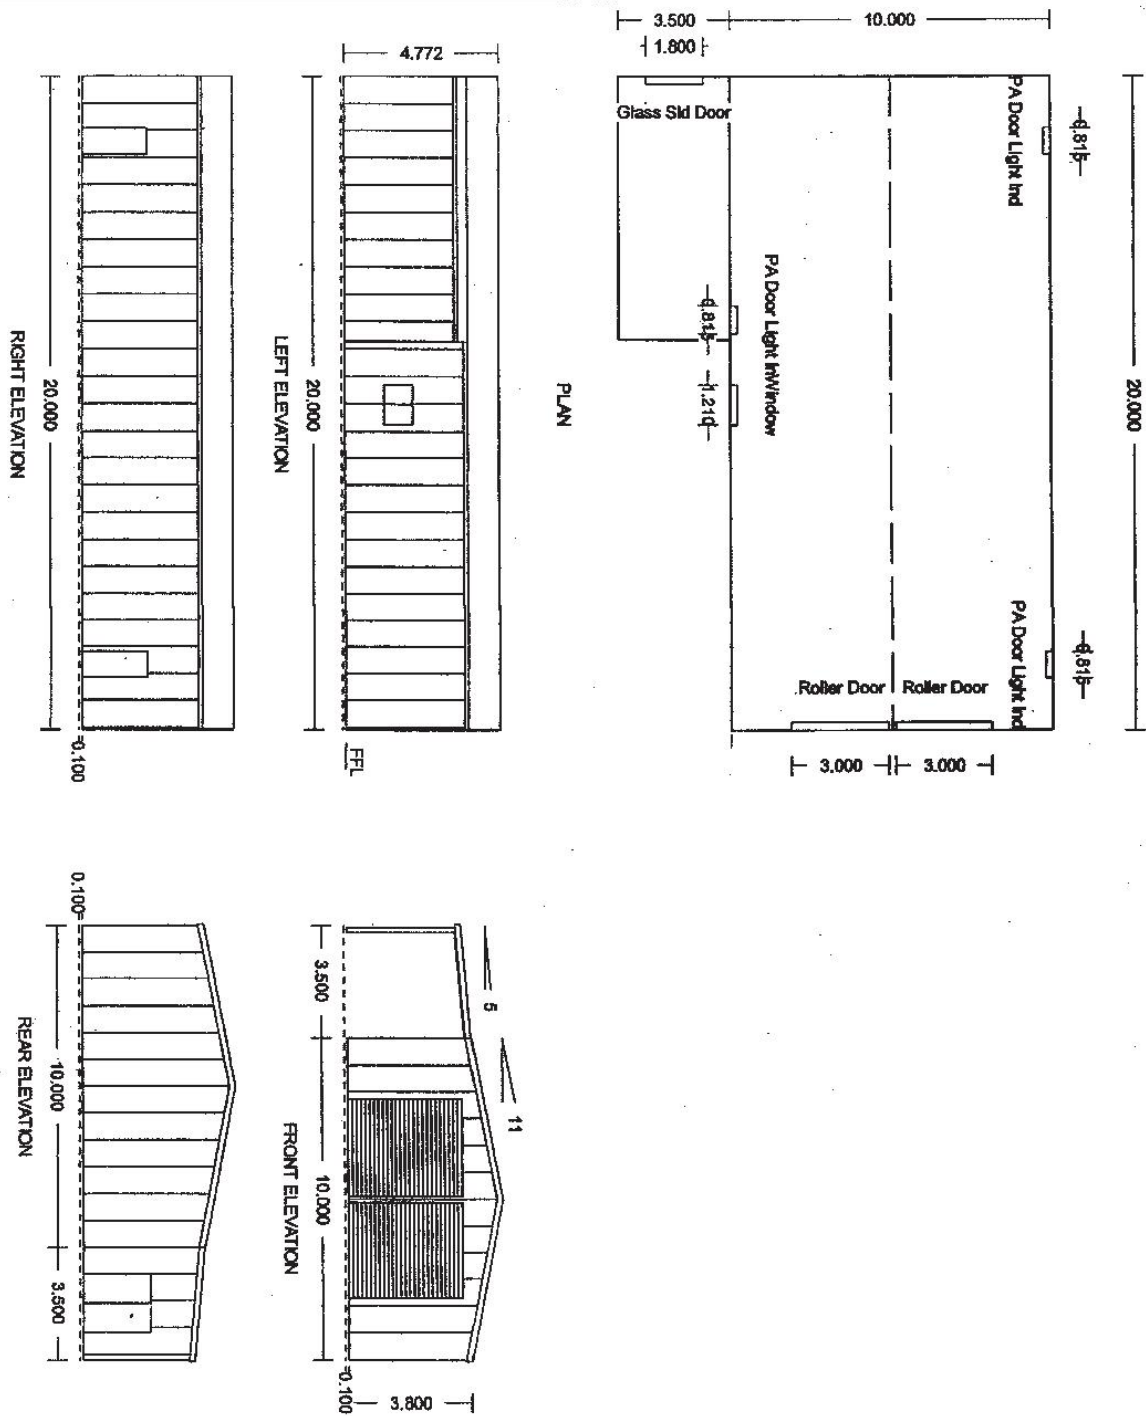 3.500
10.000
1.800
Glass Sld Door
PA Door Light Ind
0.815
20.000
PA Door Light InWindow
0.815
1.210
PA Door Light Ind
0.815
Roller Door
Roller Door
3.000
3.000
PLAN
4.772
20.000
LEFT ELEVATION
FFL
20.000
RIGHT ELEVATION
-0.100
5
11
3.500
10.000
FRONT ELEVATION
-0.100
3.800
0.100
10.000
3.500
REAR ELEVATION